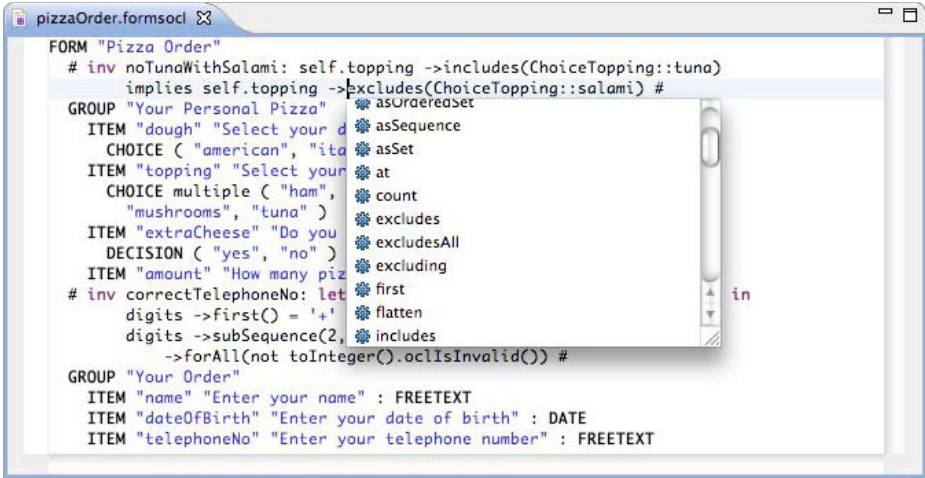 pizzaOrder.formsocl
FORM "Pizza Order"
# inv noTunaWithSalami: self.topping ->includes(ChoiceTopping::tuna)
implies self.topping ->excludes(ChoiceTopping::salami) #
GROUP "Your Personal Pizza"
ITEM "dough" "Select your d
CHOICE ( "american", "ita
ITEM "topping" "Select your
CHOICE multiple ( "ham",
"mushrooms", "tuna" )
ITEM "extraCheese" "Do you
DECISION ( "yes", "no" )
ITEM "amount" "How many piz
# inv correctTelephoneNo: let in
digits ->first() = '+'
digits ->subSequence(2,
->forAll(not toInteger().oclIsInvalid()) #
GROUP "Your Order"
ITEM "name" "Enter your name" : FREETEXT
ITEM "dateOfBirth" "Enter your date of birth" : DATE
ITEM "telephoneNo" "Enter your telephone number" : FREETEXT
asOrderedSet
asSequence
asSet
at
count
excludes
excludesAll
excluding
first
flatten
includes